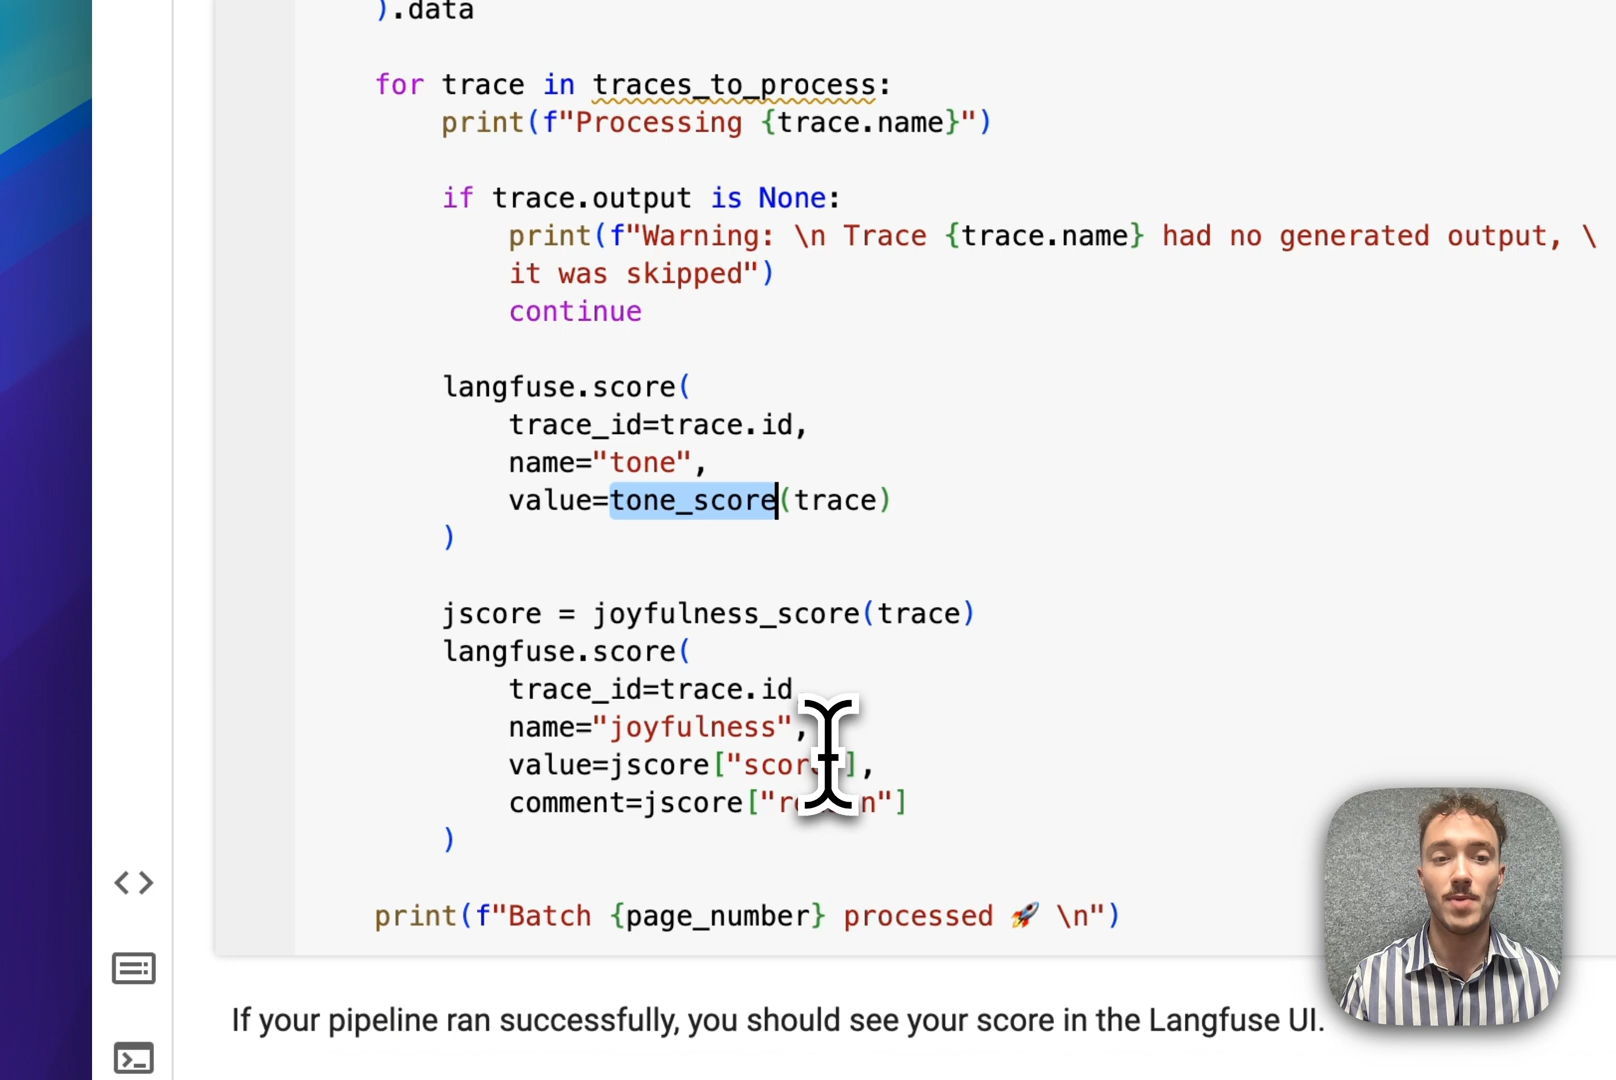 ).data
for trace in traces_to_process:
print(f"Processing {trace.name}")
if trace.output is None:
print(f"Warning: \n Trace {trace.name} had no generated output, \
it was skipped")
continue
langfuse.score(
trace_id=trace.id,
name="tone",
value=tone_score(trace)
)
jscore = joyfulness_score(trace)
langfuse.score(
trace_id=trace.id
name="joyfulness",
value=jscore["score"],
comment=jscore[
)
print(f"Batch {page_number} processed 🚀 \n")
If your pipeline ran successfully, you should see your score in the Langfuse UI.